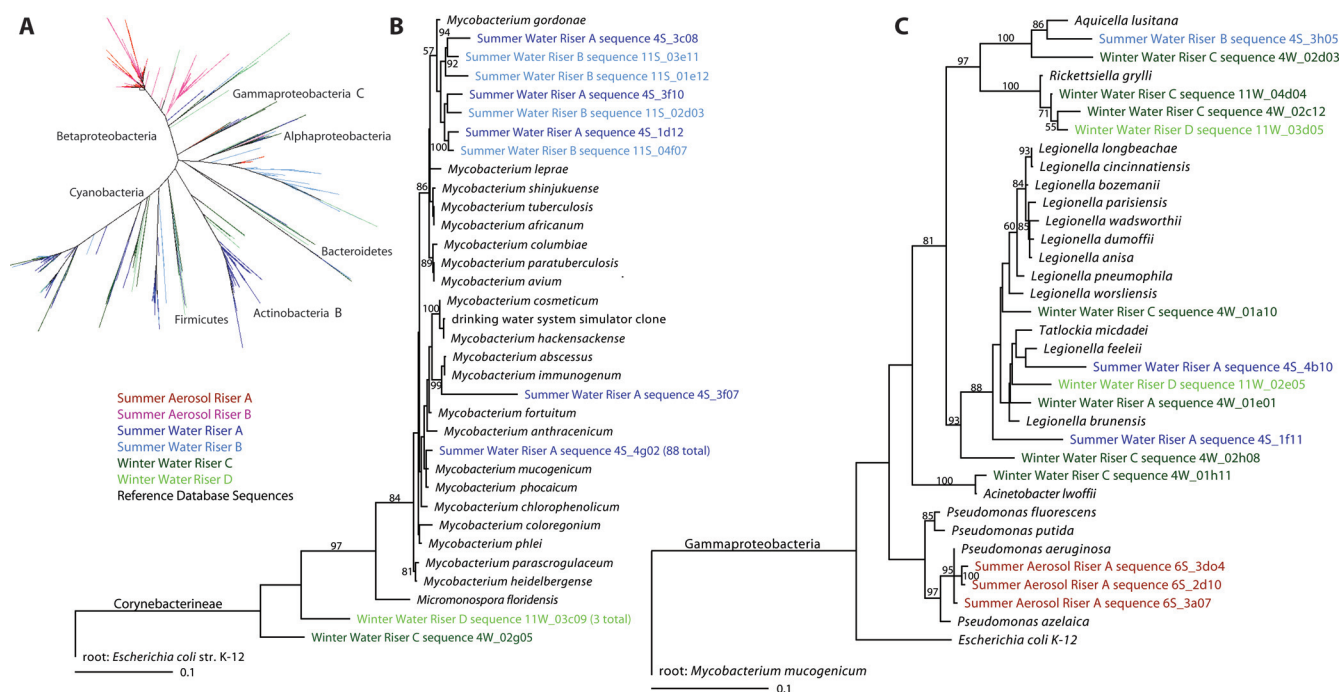 A
Gammaproteobacteria C
Betaproteobacteria
Alphaproteobacteria
Cyanobacteria
Bacteroidetes
Firmicutes
Actinobacteria B
Summer Aerosol Riser A
Summer Aerosol Riser B
Summer Water Riser A
Summer Water Riser B
Winter Water Riser C
Winter Water Riser D
Reference Database Sequences
B
Mycobacterium gordonae
94
Summer Water Riser A sequence 4S_3c08
57
Summer Water Riser B sequence 11S_03e11
92
Summer Water Riser B sequence 11S_01e12
Summer Water Riser A sequence 4S_3f10
Summer Water Riser B sequence 11S_02d03
Summer Water Riser A sequence 4S_1d12
100
Summer Water Riser B sequence 11S_04f07
Mycobacterium leprae
86
Mycobacterium shinjukuense
Mycobacterium tuberculosis
Mycobacterium africanum
Mycobacterium columbiae
89
Mycobacterium paratuberculosis
Mycobacterium avium
Mycobacterium cosmeticum
100
drinking water system simulator clone
Mycobacterium hackensackense
Mycobacterium abscessus
Mycobacterium immunogenum
99
Summer Water Riser A sequence 4S_3f07
Mycobacterium fortuitum
Mycobacterium anthracenicum
Summer Water Riser A sequence 4S_4g02 (88 total)
Mycobacterium mucogenicum
Mycobacterium phocaicum
84
Mycobacterium chlorophenolicum
Mycobacterium coloregonium
Mycobacterium phlei
97
Mycobacterium parascrogulaceum
81
Mycobacterium heidelbergense
Micromonospora floridensis
Corynebacterineae
Winter Water Riser D sequence 11W_03c09 (3 total)
Winter Water Riser C sequence 4W_02g05
root: Escherichia coli str. K-12
0.1
C
Aquicella lusitana
86
100
Summer Water Riser B sequence 4S_3h05
Winter Water Riser C sequence 4W_02d03
97
Rickettsiella grylli
100
Winter Water Riser C sequence 11W_04d04
71
Winter Water Riser C sequence 4W_02c12
55
Winter Water Riser D sequence 11W_03d05
Legionella longbeachae
93
Legionella cincinnatiensis
84
Legionella bozemanii
Legionella parisiensis
60
85
Legionella wadsworthii
Legionella dumoffii
81
Legionella anisa
Legionella pneumophila
Legionella worsliensis
Winter Water Riser C sequence 4W_01a10
Tatlockia micdadei
Legionella feeleii
Summer Water Riser A sequence 4S_4b10
88
Winter Water Riser D sequence 11W_02e05
Winter Water Riser A sequence 4W_01e01
93
Legionella brunensis
Summer Water Riser A sequence 4S_1f11
Winter Water Riser C sequence 4W_02h08
Winter Water Riser C sequence 4W_01h11
100
Acinetobacter lwoffii
Pseudomonas fluorescens
85
Pseudomonas putida
Gammaproteobacteria
Pseudomonas aeruginosa
95
Summer Aerosol Riser A sequence 6S_3do4
100
Summer Aerosol Riser A sequence 6S_2d10
97
Summer Aerosol Riser A sequence 6S_3a07
Pseudomonas azelaica
Escherichia coli K-12
root: Mycobacterium mucogenicum
0.1